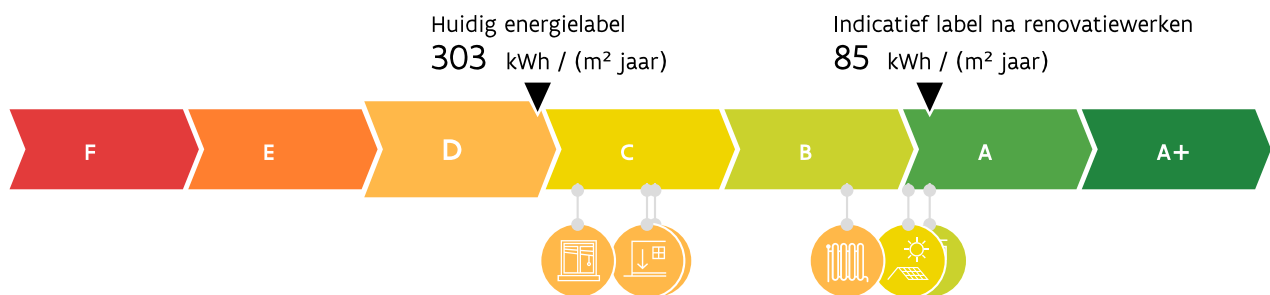 Huidig energielabel
303 kWh / (m² jaar)
Indicatief label na renovatiewerken
85 kWh / (m² jaar)
F
E
D
C
B
A
A+